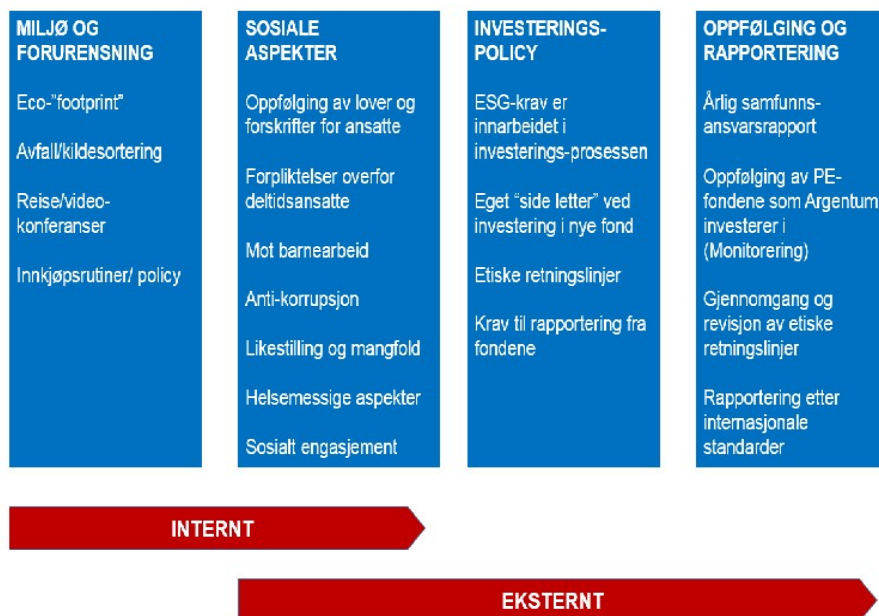 MILJØ OG
FORURENSNING
Eco-"footprint"
Avfall/kildesortering
Reise/video-
konferanser
Innkjøpsrutiner/ policy
SOSIALE
ASPEKTER
Oppfølging av lover og
forskrifter for ansatte
Forpliktelser overfor
deltidsansatte
Mot barnearbeid
Anti-korrupsjon
Likestilling og mangfold
Helsemessige aspekter
Sosialt engasjement
INVESTERINGS-
POLICY
ESG-krav er
innarbeidet i
investerings-prosessen
Eget “side letter” ved
investering i nye fond
Etiske retningslinjer
Krav til rapportering fra
fondene
OPPFØLGING OG
RAPPORTERING
Årlig samfunns-
ansvarsrapport
Oppfølging av PE-
fondene som Argentum
investerer i
(Monitorering)
Gjennomgang og
revisjon av etiske
retningslinjer
Rapportering etter
internasjonale
standarder
INTERNT
EKSTERNT